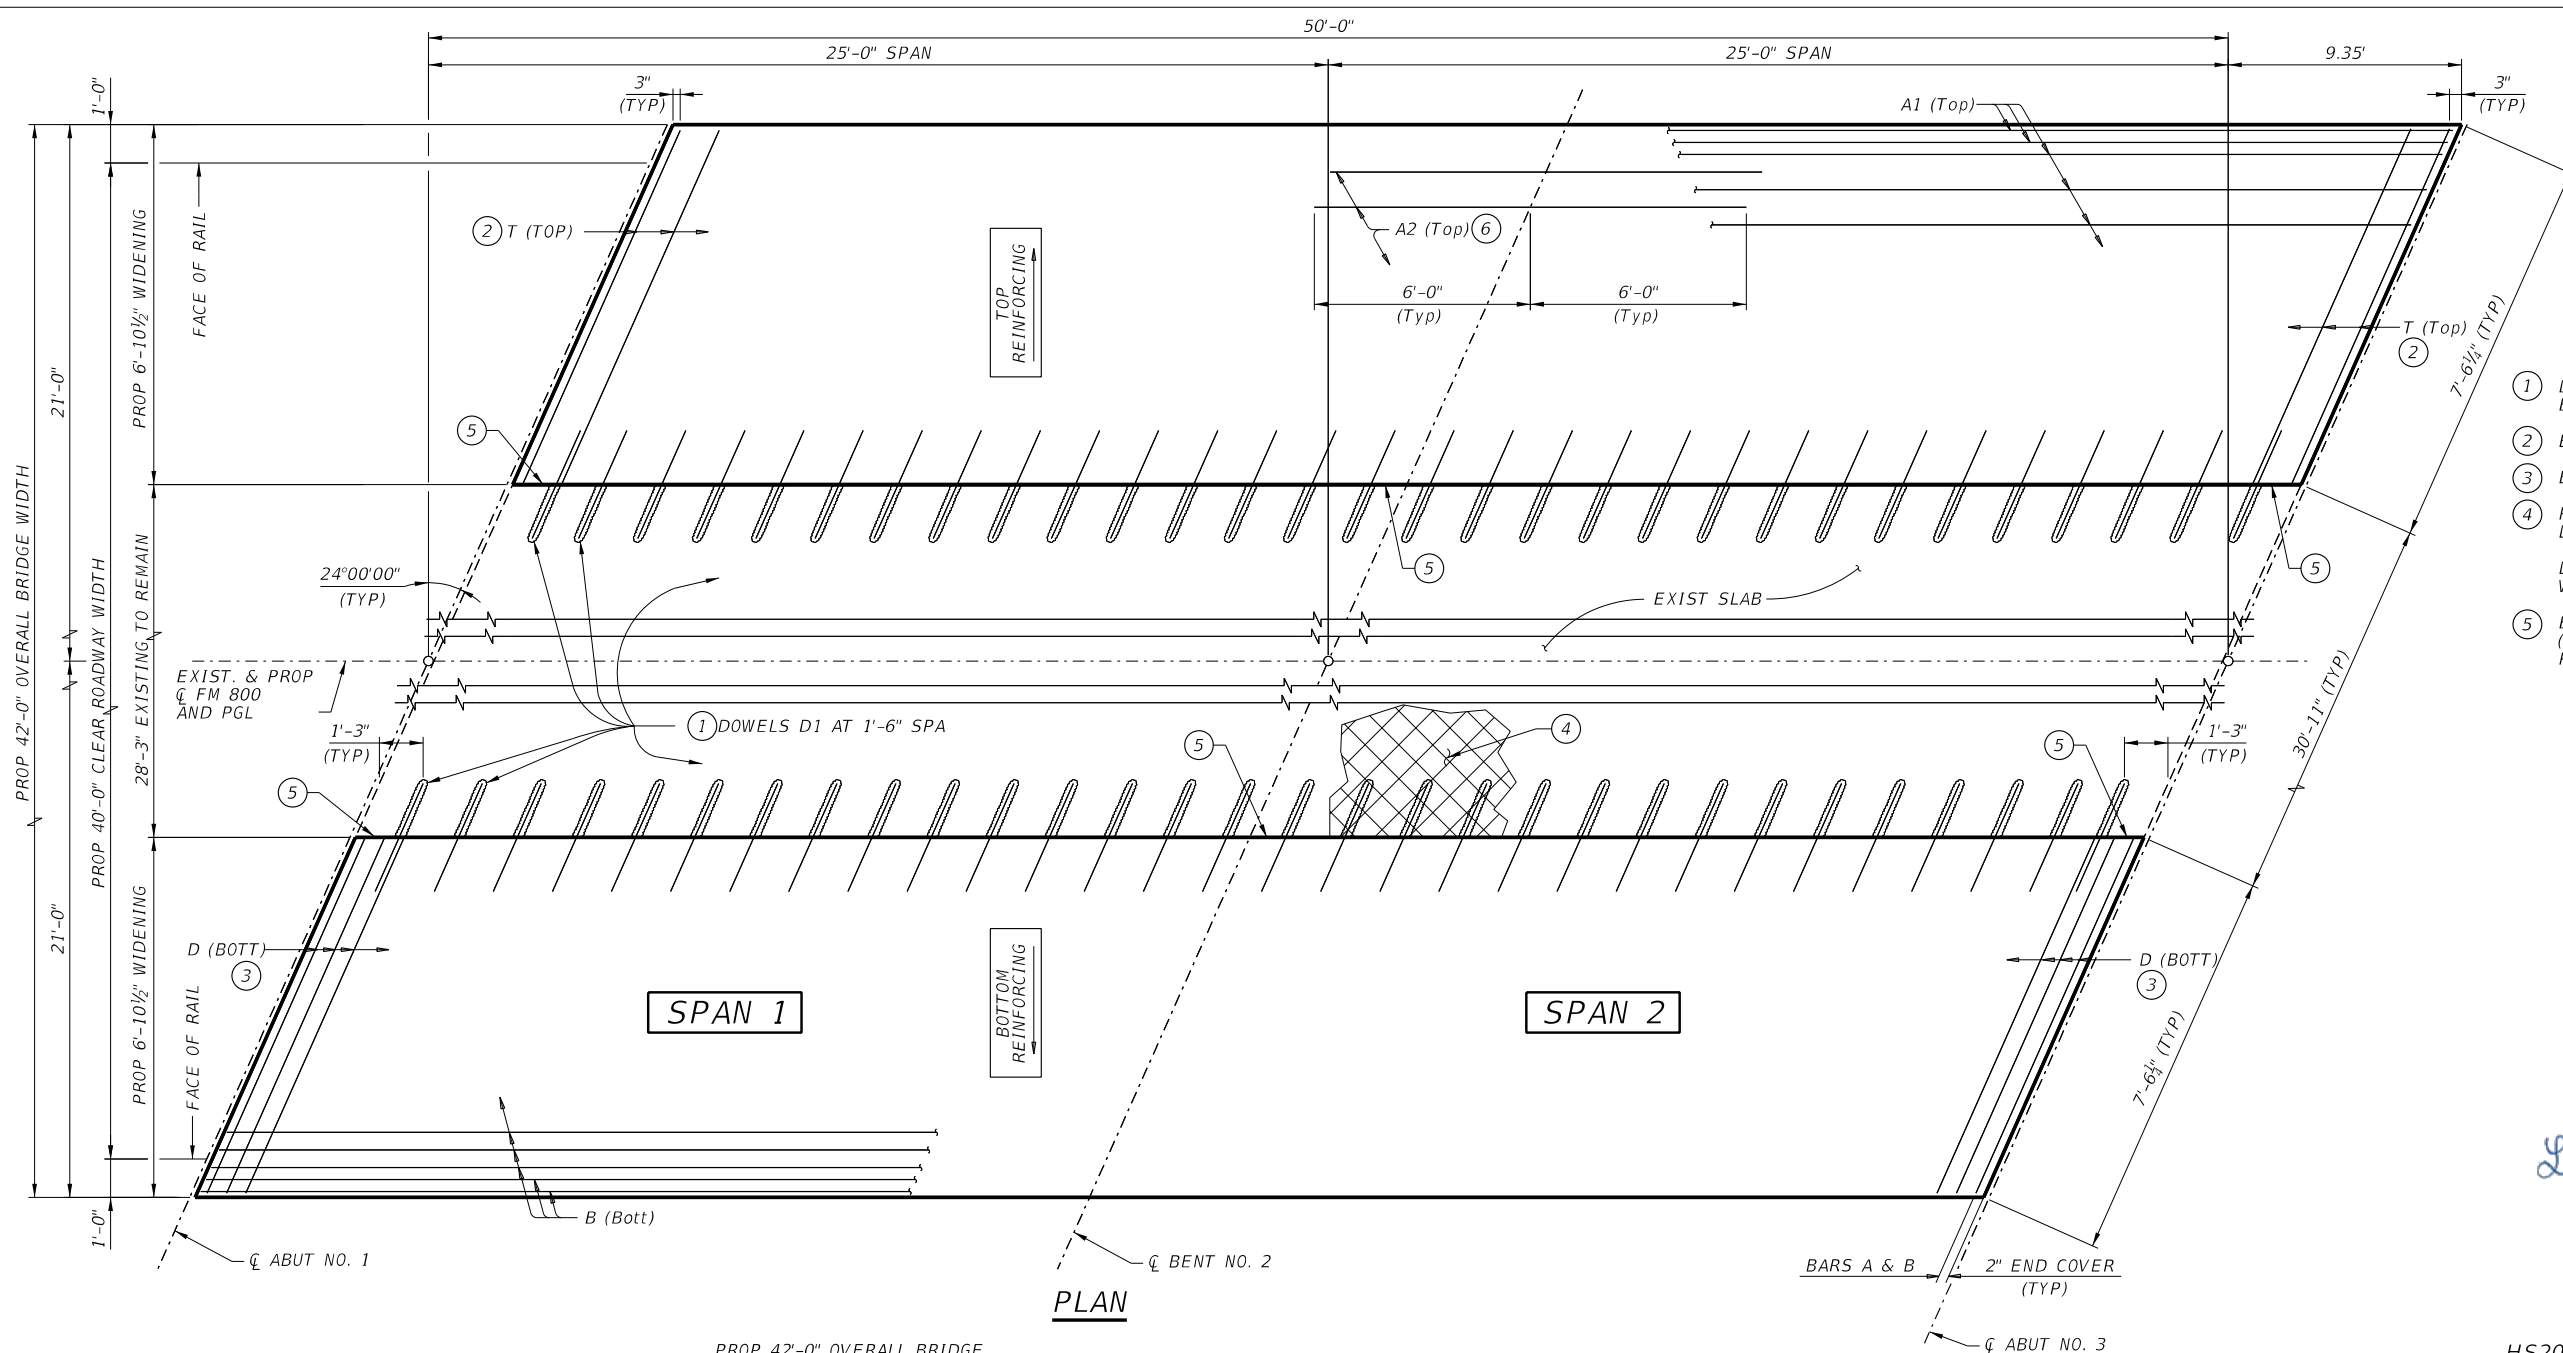 50'-0"
25'-0" SPAN
25'-0" SPAN
9.35'
1'-0"
3"
(TYP)
A1 (Top)
3"
(TYP)
PROP 42'-0" OVERALL BRIDGE WIDTH
21'-0"
PROP 40'-0" CLEAR ROADWAY WIDTH
PROP 6'-10½" WIDENING
FACE OF RAIL
2 T (TOP)
TOP
REINFORCING
A2 (Top) 6
6'-0"
(Typ)
6'-0"
(Typ)
T (Top)
2
7'-6¼" (TYP)
1
2
3
4
5
5
5
5
24°00'00"
(TYP)
28'-3" EXISTING TO REMAIN
EXIST SLAB
EXIST. & PROP
℄ FM 800
AND PGL
1 DOWELS D1 AT 1'-6" SPA
30'-11" (TYP)
1'-3"
(TYP)
5
4
5
1'-3"
(TYP)
5
21'-0"
PROP 6'-10½" WIDENING
D (BOTT)
3
FACE OF RAIL
SPAN 1
BOTTOM
REINFORCING
SPAN 2
D (BOTT)
3
7'-6¼" (TYP)
1'-0"
B (Bott)
℄ ABUT NO. 1
℄ BENT NO. 2
BARS A & B
2" END COVER
(TYP)
PLAN
℄ ABUT NO. 3
PROP 42'-0" OVERALL BRIDGE
HS20